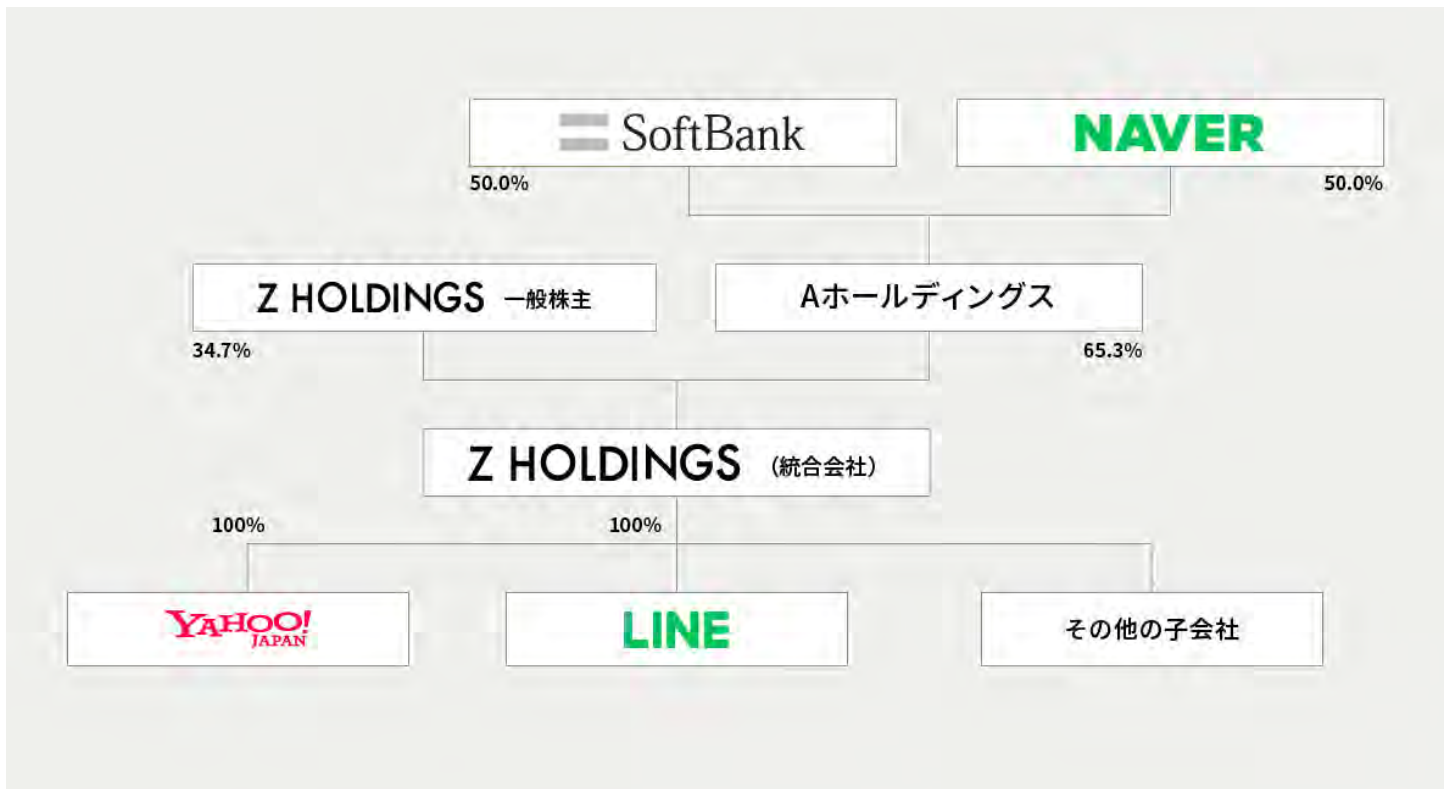 SoftBank
NAVER
50.0%
50.0%
Z HOLDINGS 一般株主
Aホールディングス
34.7%
65.3%
Z HOLDINGS （統合会社）
100%
100%
YAHOO!
JAPAN
LINE
その他の子会社